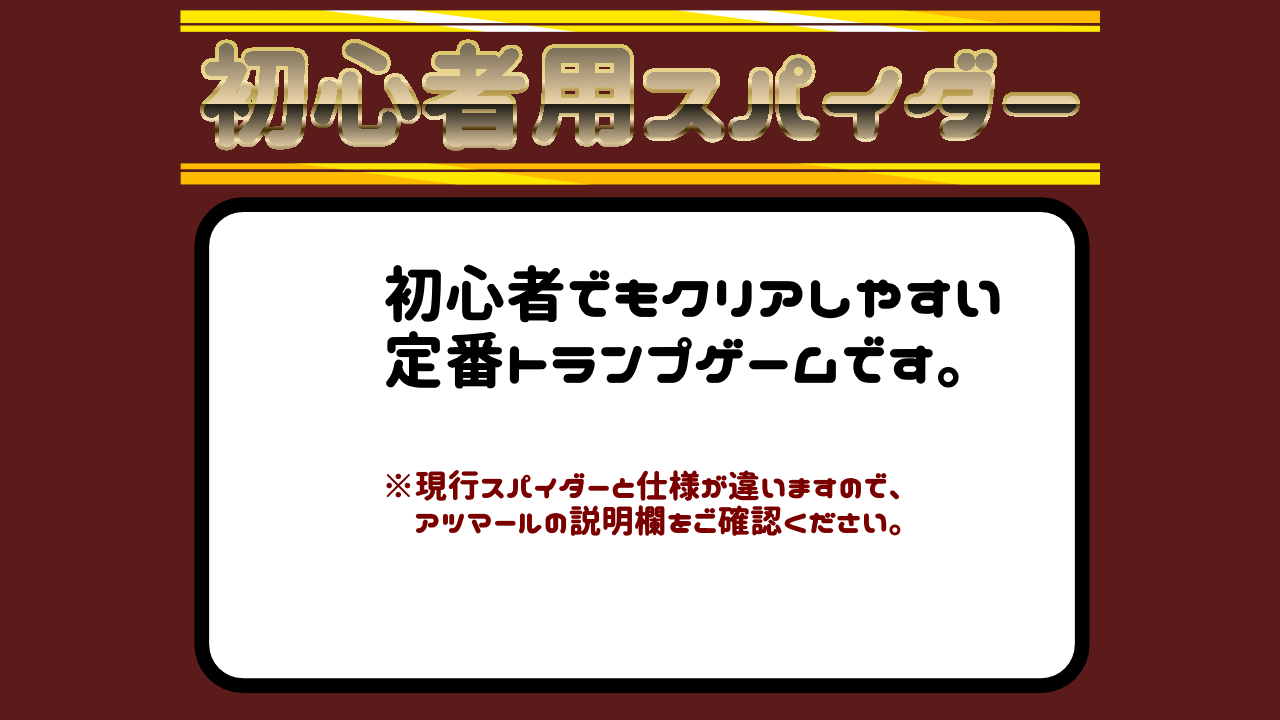 初心者用スパイダー
初心者でもクリアしやすい
定番トランプゲームです。
※現行スパイダーと仕様が違いますので、
アツマールの説明欄をご確認ください。